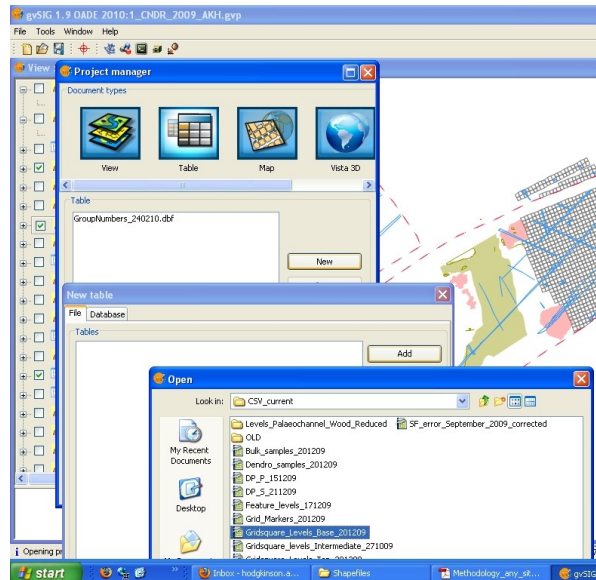 gvSIG 1.9 OADE 2010:1_CNDR_2009_AKH.gvp
File Tools Window Help
View
Project manager
Document types
View Table Map Vista 3D
Table
GroupNumbers_240210.dbf
New
New table
File Database
Tables
Add
Open
Look in: CSV_current
My Recent Documents
Desktop
Levels_Palaeochannel_Wood_Reduced
OLD
Bulk_samples_201209
Dendro_samples_201209
DP_P_151209
DP_S_211209
Feature_levels_171209
Grid_Markers_201209
Gridsquare_Levels_Base_201209
Gridsquare_levels_Intermediate_271009
SF_error_September_2009_corrected
Opening pr
start
Inbox - hodgkinson.a...
Shapefiles
Methodology_any_sit...
gvSIG